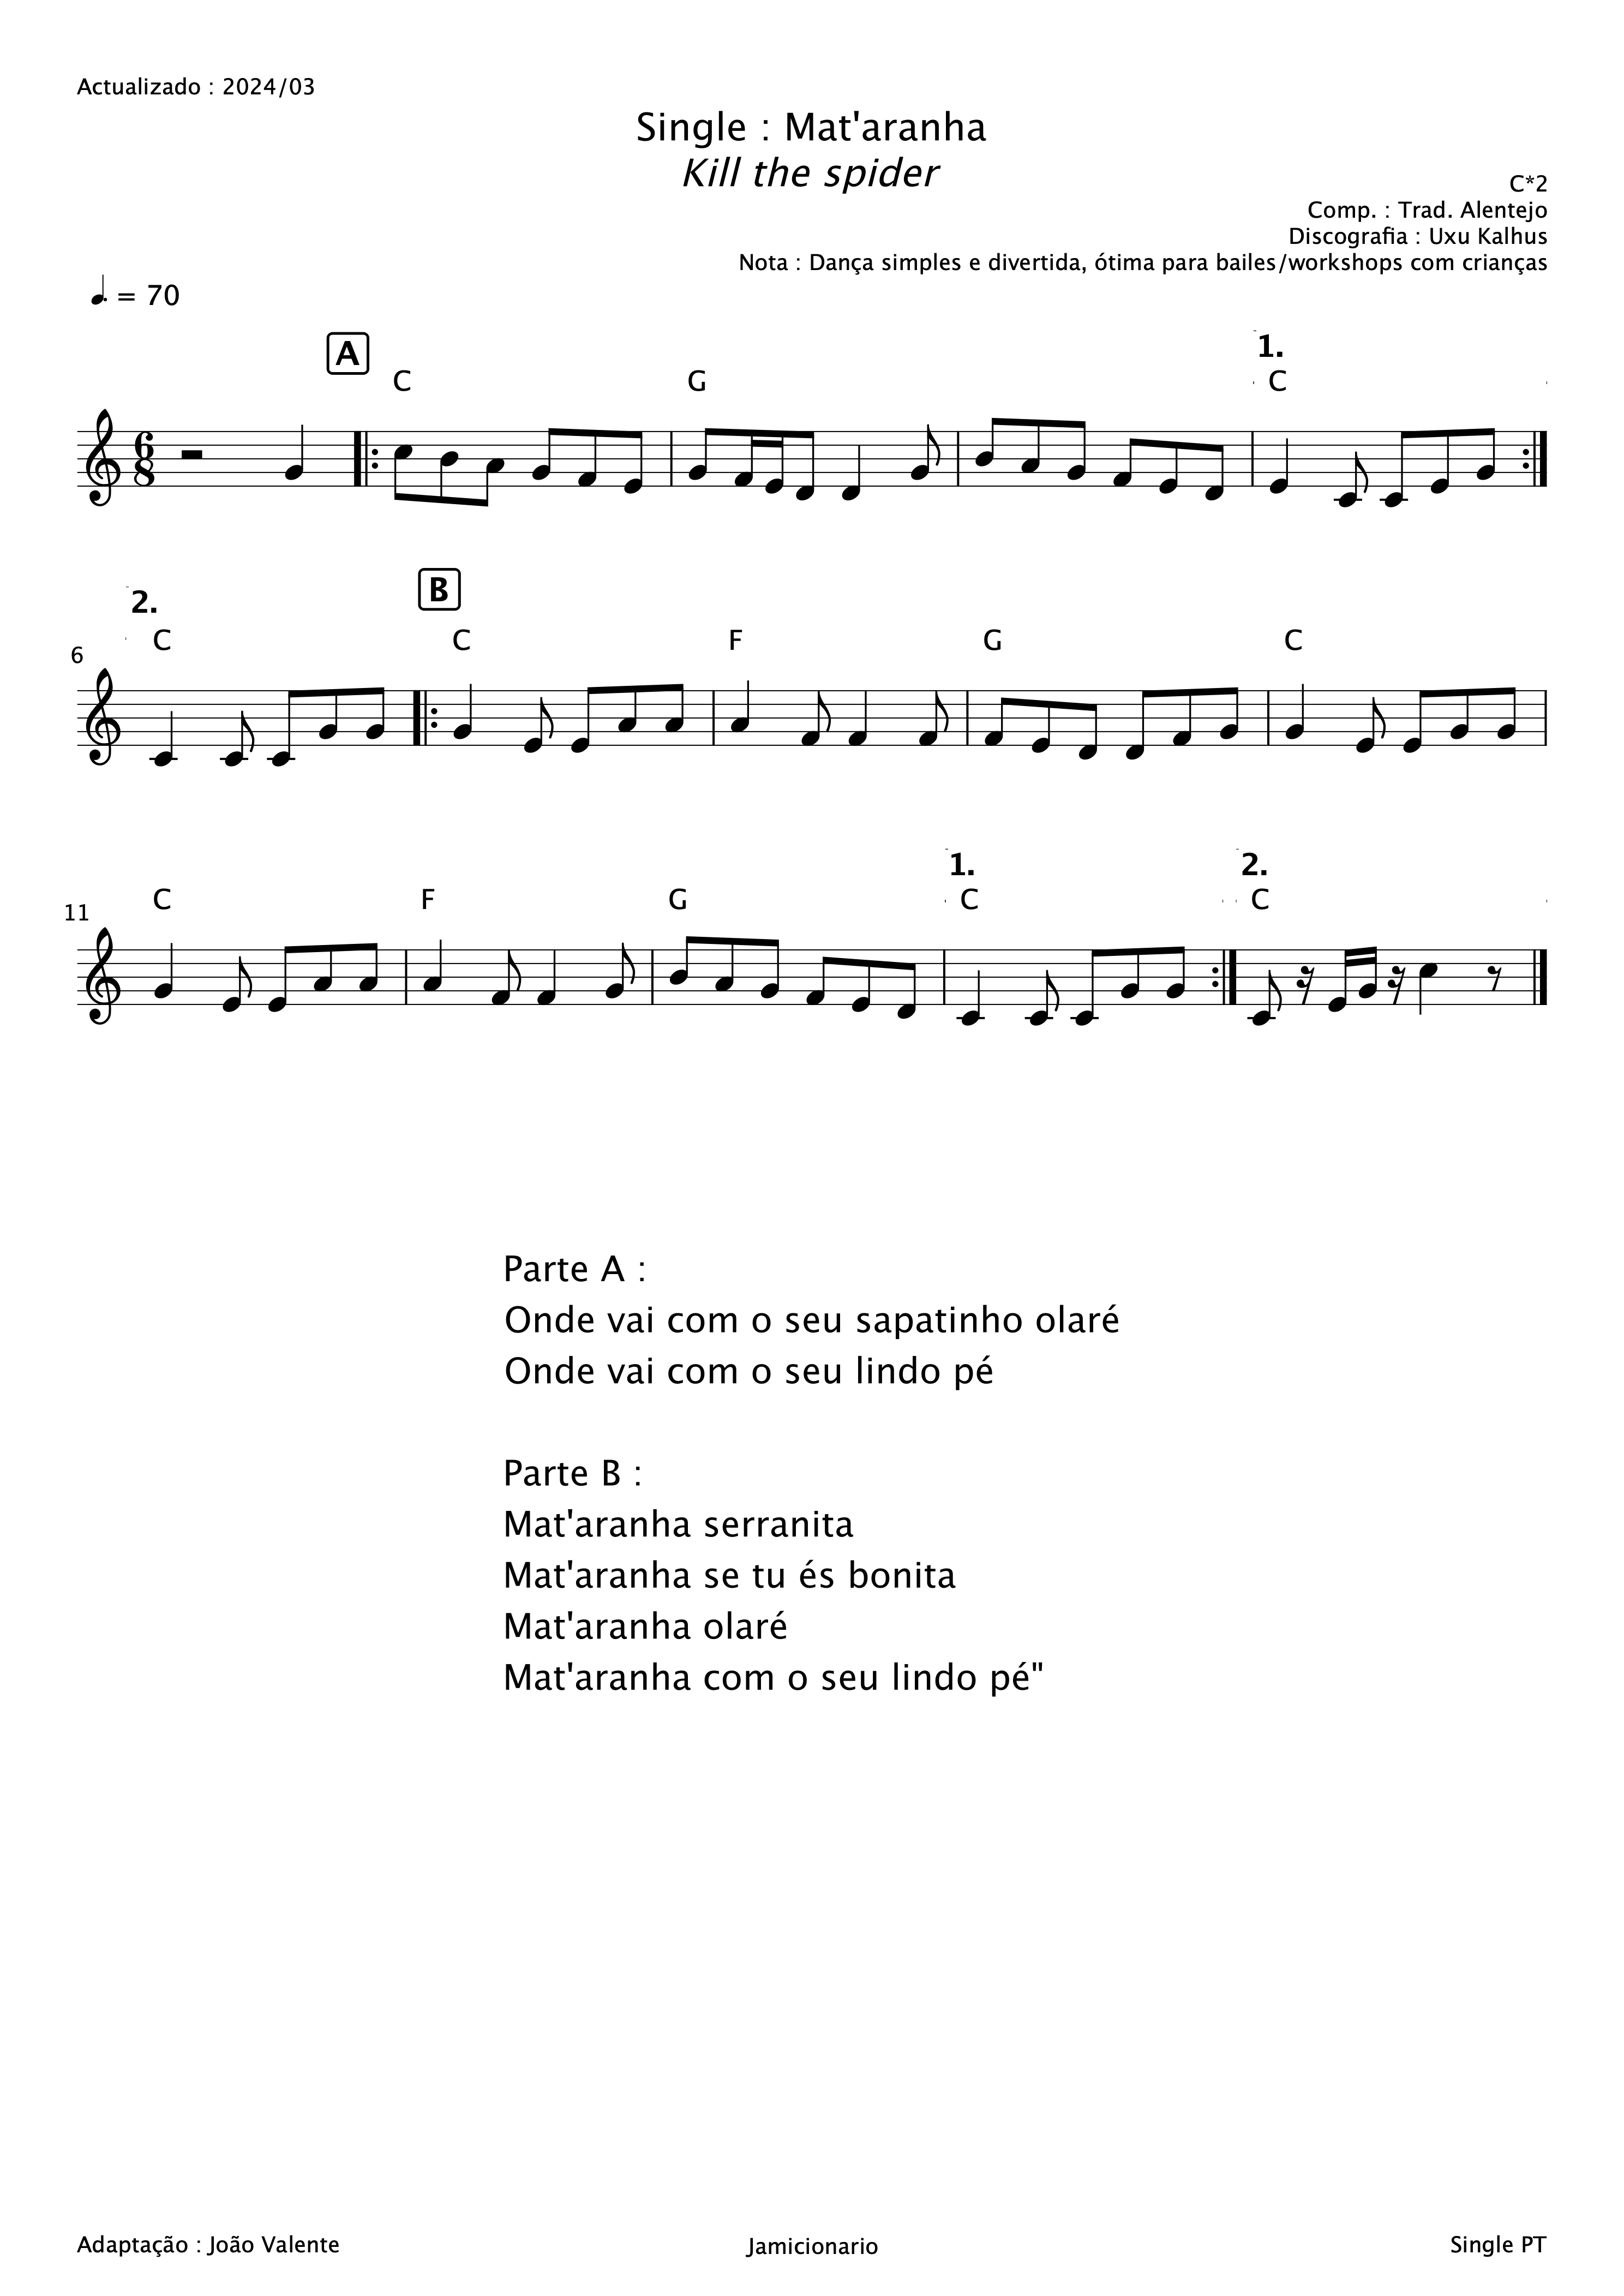 Actualizado : 2024/03
Single : Mat'aranha
Kill the spider
C*2
Comp. : Trad. Alentejo
Discografia : Uxu Kalhus
Nota : Dança simples e divertida, ótima para bailes/workshops com crianças
= 70
A
1.
C G C
6
8
2.
B
C C F G C
6
1. 2.
C F G C C
11
Parte A :
Onde vai com o seu sapatinho olaré
Onde vai com o seu lindo pé
Parte B :
Mat'aranha serranita
Mat'aranha se tu és bonita
Mat'aranha olaré
Mat'aranha com o seu lindo pé"
Adaptação : João Valente
Jamicionario
Single PT